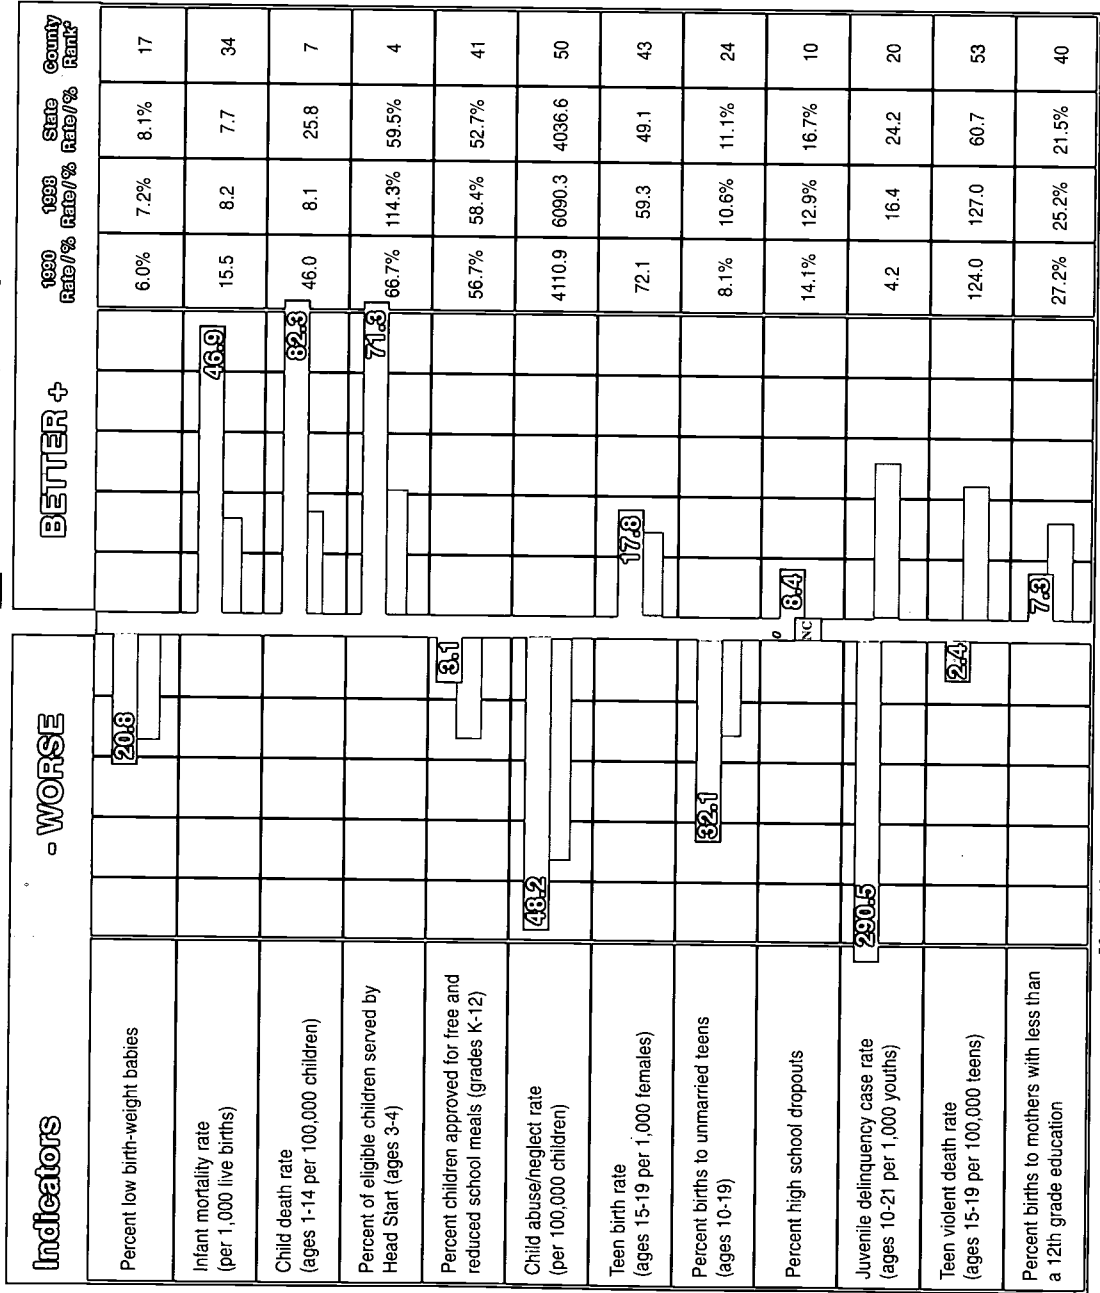 Indicators - WORSE BETTER + 1990 Rate / % 1998 Rate / % State Rate / % County Rank*
Percent low birth-weight babies 20.8 6.0% 7.2% 8.1% 17
Infant mortality rate
(per 1,000 live births) 46.9 15.5 8.2 7.7 34
Child death rate
(ages 1-14 per 100,000 children) 82.3 46.0 8.1 25.8 7
Percent of eligible children served by
Head Start (ages 3-4) 71.3 66.7% 114.3% 59.5% 4
Percent children approved for free and
reduced school meals (grades K-12) 3.1 56.7% 58.4% 52.7% 41
Child abuse/neglect rate
(per 100,000 children) 48.2 4110.9 6090.3 4036.6 50
Teen birth rate
(ages 15-19 per 1,000 females) 17.8 72.1 59.3 49.1 43
Percent births to unmarried teens
(ages 10-19) 32.1 8.1% 10.6% 11.1% 24
Percent high school dropouts 0 NC 8.4 14.1% 12.9% 16.7% 10
Juvenile delinquency case rate
(ages 10-21 per 1,000 youths) 290.5 4.2 16.4 24.2 20
Teen violent death rate
(ages 15-19 per 100,000 teens) 2.4 124.0 127.0 60.7 53
Percent births to mothers with less than
a 12th grade education 7.3 27.2% 25.2% 21.5% 40